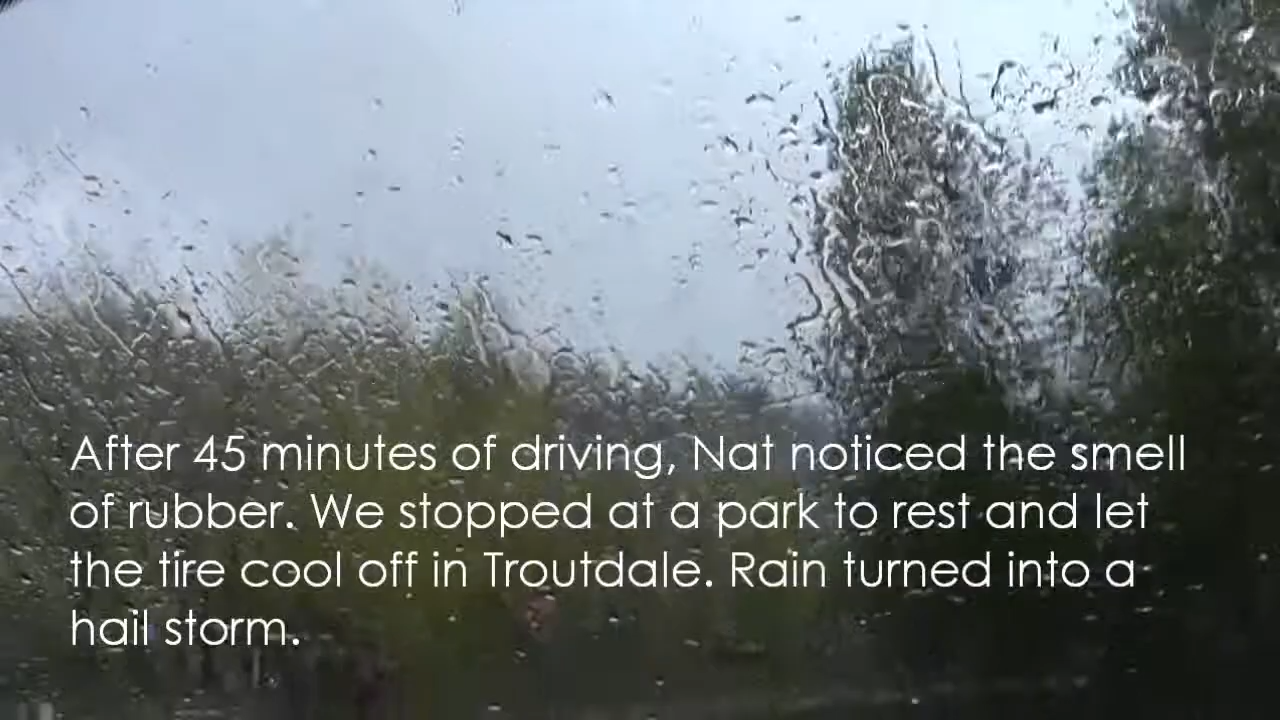 After 45 minutes of driving, Nat noticed the smell
of rubber. We stopped at a park to rest and let
the tire cool off in Troutdale. Rain turned into a
hail storm.